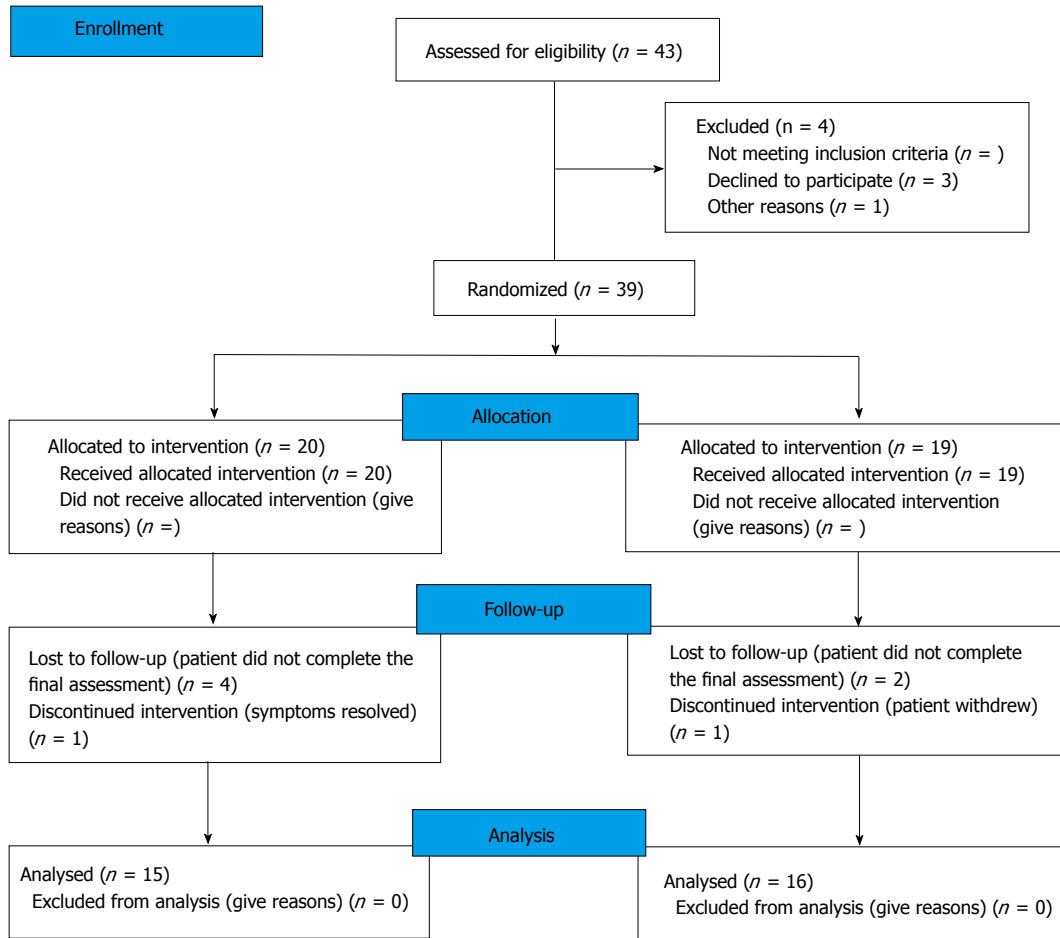 Enrollment
Assessed for eligibility (n = 43)
Excluded (n = 4)
Not meeting inclusion criteria (n = )
Declined to participate (n = 3)
Other reasons (n = 1)
Randomized (n = 39)
Allocation
Allocated to intervention (n = 20)
Received allocated intervention (n = 20)
Did not receive allocated intervention (give
reasons) (n =)
Allocated to intervention (n = 19)
Received allocated intervention (n = 19)
Did not receive allocated intervention
(give reasons) (n = )
Follow-up
Lost to follow-up (patient did not complete the
final assessment) (n = 4)
Discontinued intervention (symptoms resolved)
(n = 1)
Lost to follow-up (patient did not complete
the final assessment) (n = 2)
Discontinued intervention (patient withdrew)
(n = 1)
Analysis
Analysed (n = 15)
Excluded from analysis (give reasons) (n = 0)
Analysed (n = 16)
Excluded from analysis (give reasons) (n = 0)